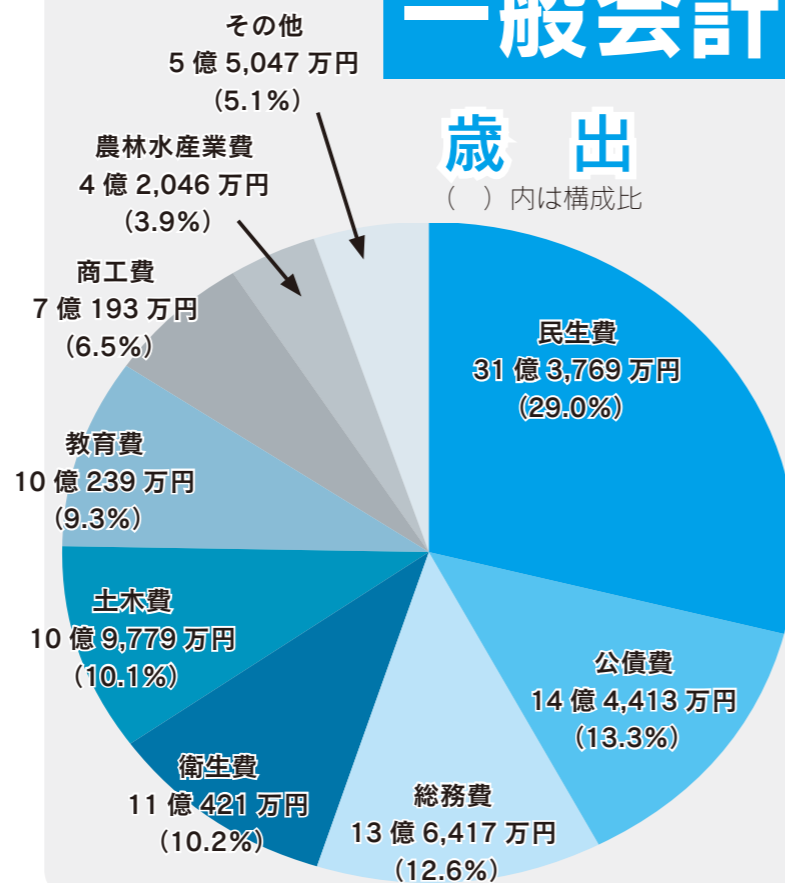 一般会計
歳 出
( )内は構成比
民生費
31 億 3,769 万円
(29.0%)
公債費
14 億 4,413 万円
(13.3%)
総務費
13 億 6,417 万円
(12.6%)
衛生費
11 億 421 万円
(10.2%)
土木費
10 億 9,779 万円
(10.1%)
教育費
10 億 239 万円
(9.3%)
商工費
7 億 193 万円
(6.5%)
農林水産業費
4 億 2,046 万円
(3.9%)
その他
5 億 5,047 万円
(5.1%)